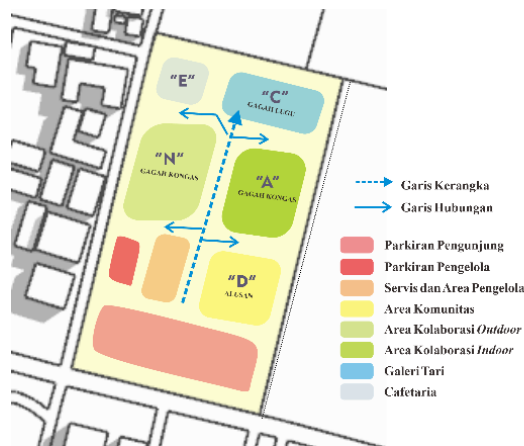 "E"
"C"
GAGAH LUGU
"N"
GAGAH KONGAS
"A"
GAGAH KONGAS
"D"
ALUSAN
Garis Kerangka
Garis Hubungan
Parkiran Pengunjung
Parkiran Pengelola
Servis dan Area Pengelola
Area Komunitas
Area Kolaborasi Outdoor
Area Kolaborasi Indoor
Galeri Tari
Cafetaria